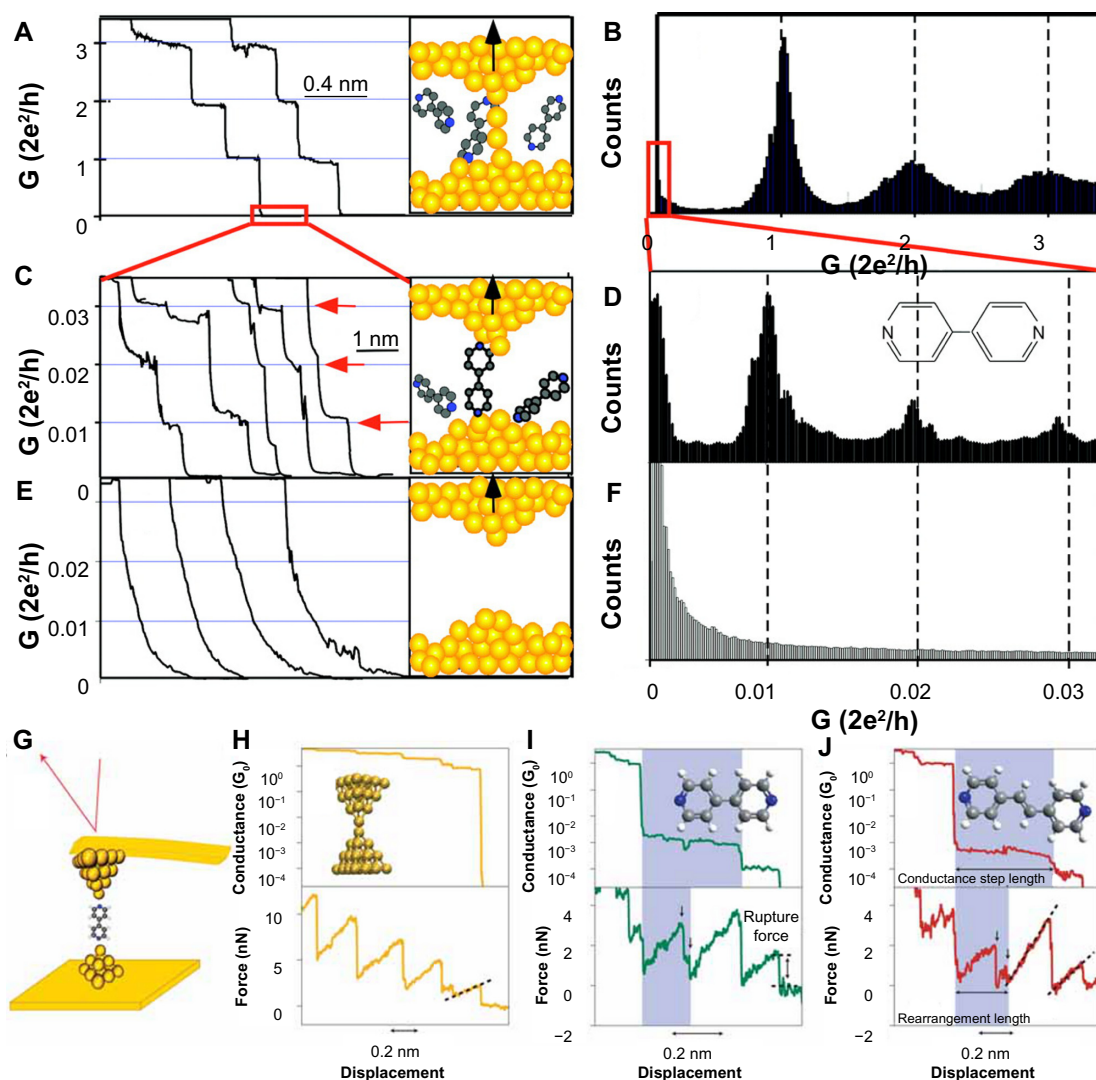 A
G (2e²/h)
3
2
1
0
0.4 nm
B
Counts
0
1
2
3
G (2e²/h)
C
G (2e²/h)
0.03
0.02
0.01
1 nm
D
Counts
N
N
E
G (2e²/h)
0
0.02
0.01
0
F
Counts
0
0.01
0.02
0.03
G (2e²/h)
G
H
Conductance (G₀)
10⁰
10⁻¹
10⁻²
10⁻³
10⁻⁴
Force (nN)
10
5
0
0.2 nm
Displacement
I
Conductance (G₀)
10⁰
10⁻¹
10⁻²
10⁻³
10⁻⁴
Force (nN)
4
2
0
−2
Rupture
force
0.2 nm
Displacement
J
Conductance (G₀)
10⁰
10⁻¹
10⁻²
10⁻³
10⁻⁴
Conductance step length
Force (nN)
4
2
0
−2
Rearrangement length
0.2 nm
Displacement